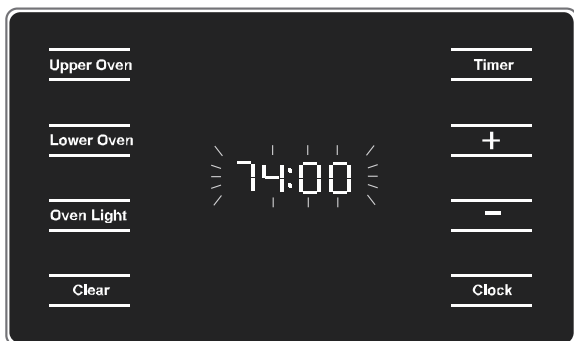 Upper Oven
Timer
Lower Oven
+
74:00
Oven Light
−
Clear
Clock